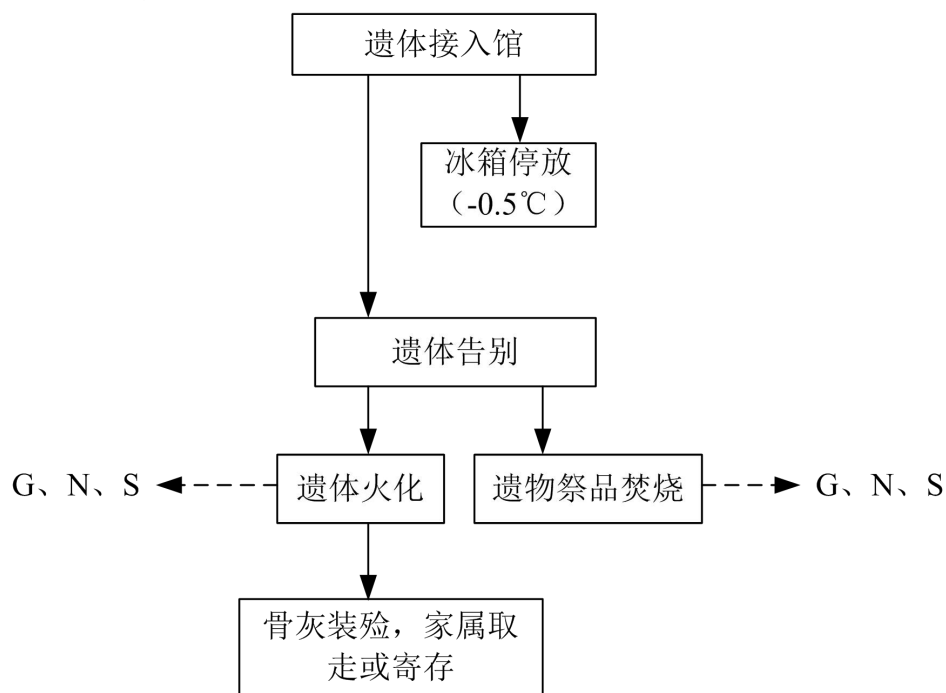 遗体接入馆
冰箱停放
（-0.5℃）
遗体告别
G、N、S
遗体火化
遗物祭品焚烧
G、N、S
骨灰装殓，家属取
走或寄存